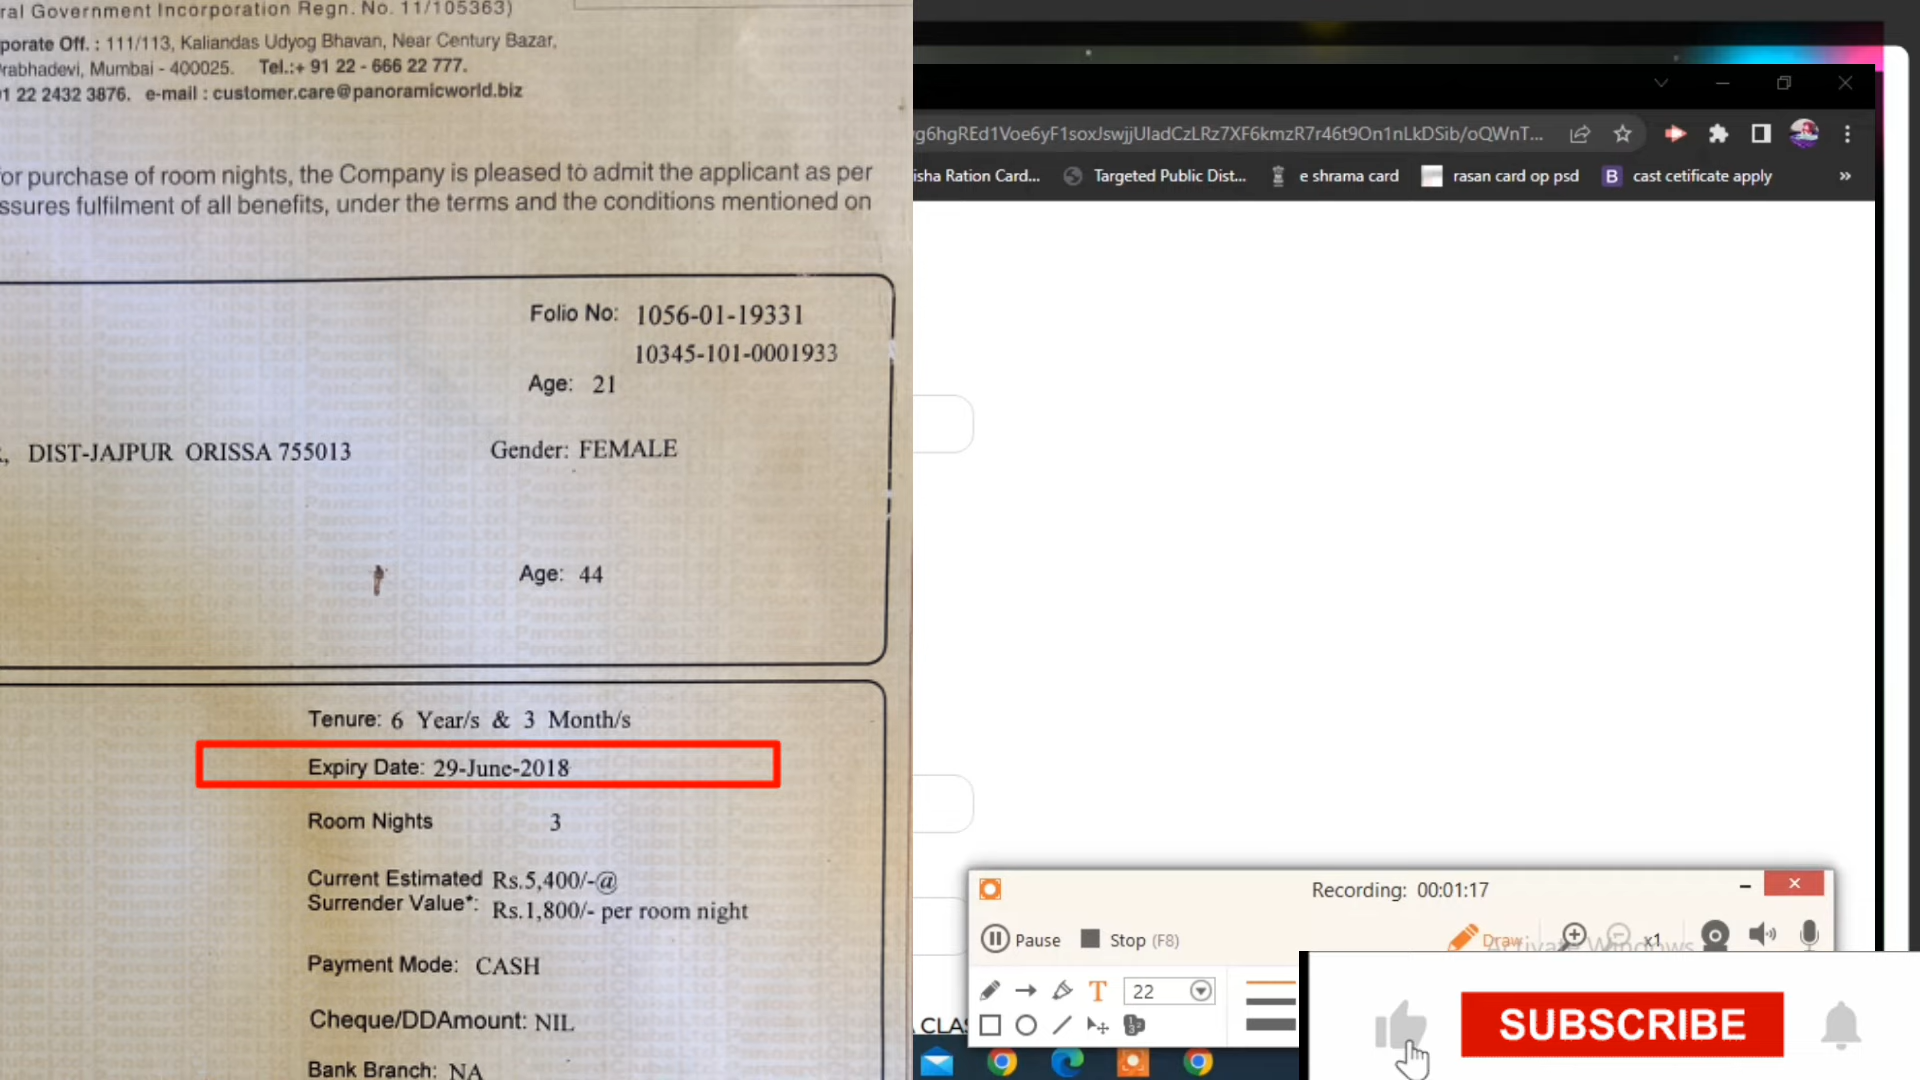 ral Government Incorporation Regn. No. 11/105363)
porate Off. : 111/113, Kaliandas Udyog Bhavan, Near Century Bazar,
rabhadevi, Mumbai - 400025. Tel.:+ 91 22 - 666 22 777.
91 22 2432 3876. e-mail : customer.care@panoramicworld.biz
or purchase of room nights, the Company is pleased to admit the applicant as per
ssures fulfilment of all benefits, under the terms and the conditions mentioned on
Folio No: 1056-01-19331
10345-101-0001933
Age: 21
DIST-JAJPUR ORISSA 755013 Gender: FEMALE
Age: 44
Tenure: 6 Year/s & 3 Month/s
Expiry Date: 29-June-2018
Room Nights 3
Current Estimated Rs.5,400/-@
Surrender Value*: Rs.1,800/- per room night
Payment Mode: CASH
Cheque/DDAmount: NIL
Bank Branch: NA
g6hgREd1Voe6yF1soxJswjjUladCzLRz7XF6kmzR7r46t9On1nLkDSib/oQWnT...
isha Ration Card... Targeted Public Dist... e shrama card rasan card op psd B cast cetificate apply »
Recording: 00:01:17
Pause Stop (F8) Draw x1
Activate Windows
T 22
CLAS
SUBSCRIBE